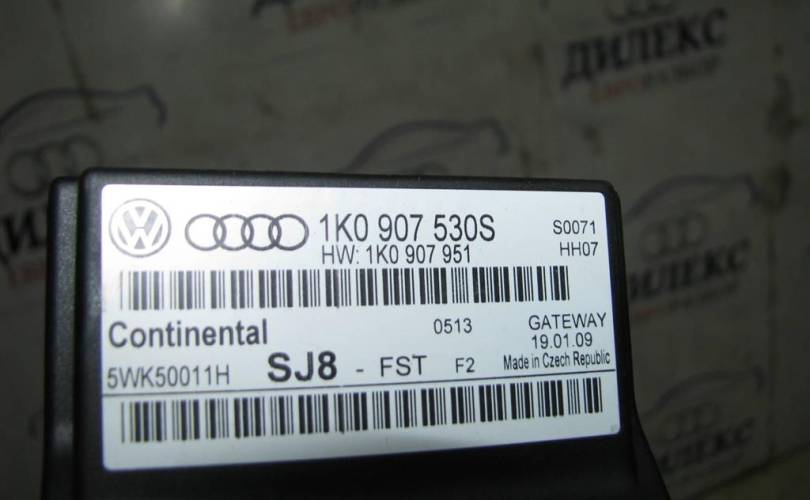 ДИЛЕКС
ДИЛЕКС
1K0 907 530S
S0071
HW: 1K0 907 951
HH07
Continental
0513
GATEWAY
19.01.09
5WK50011H
SJ8 - FST F2
Made in Czech Republic